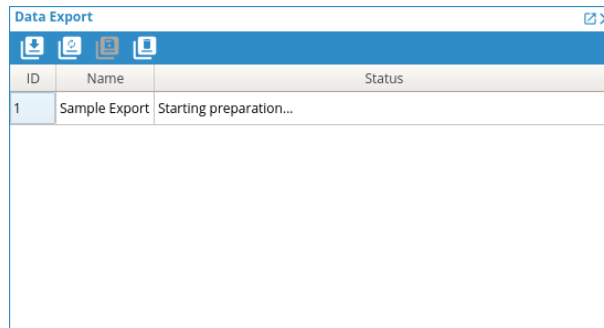 Data Export
ID Name Status
1 Sample Export Starting preparation...